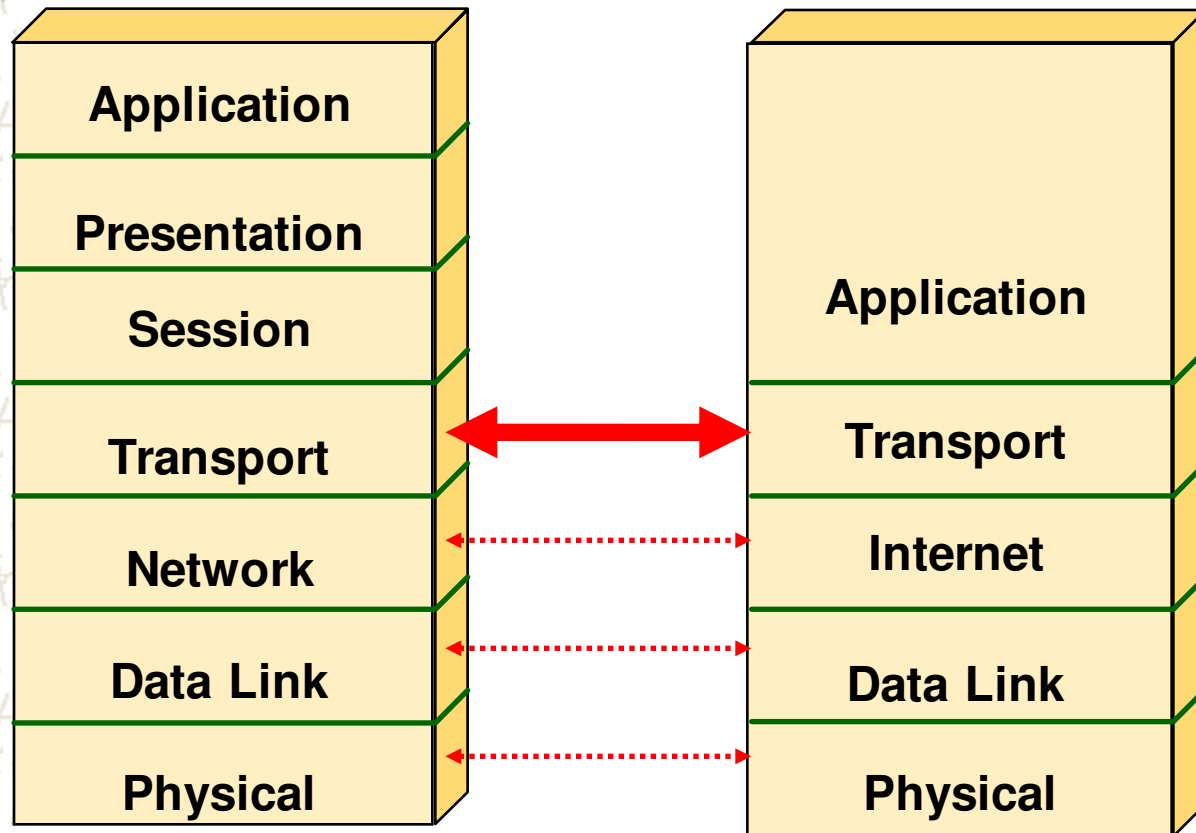 Application
Presentation
Session
Transport
Network
Data Link
Physical
Application
Transport
Internet
Data Link
Physical